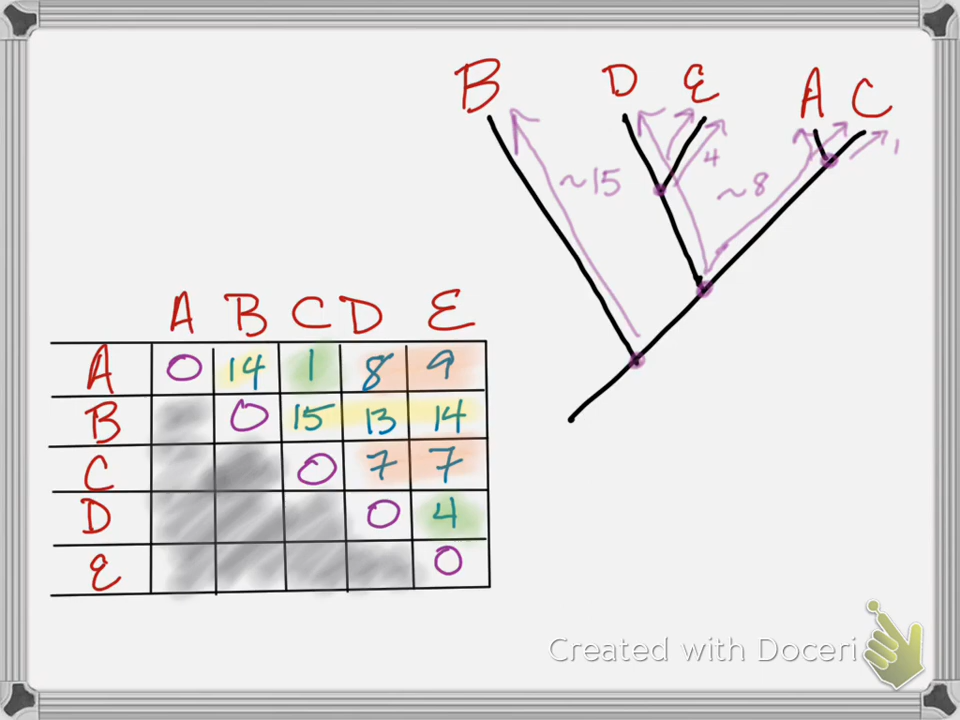 B D E A C
~15 4 ~8 1
A B C D E
A 0 14 1 8 9
B 0 15 13 14
C 0 7 7
D 0 4
E 0
Created with Doceri